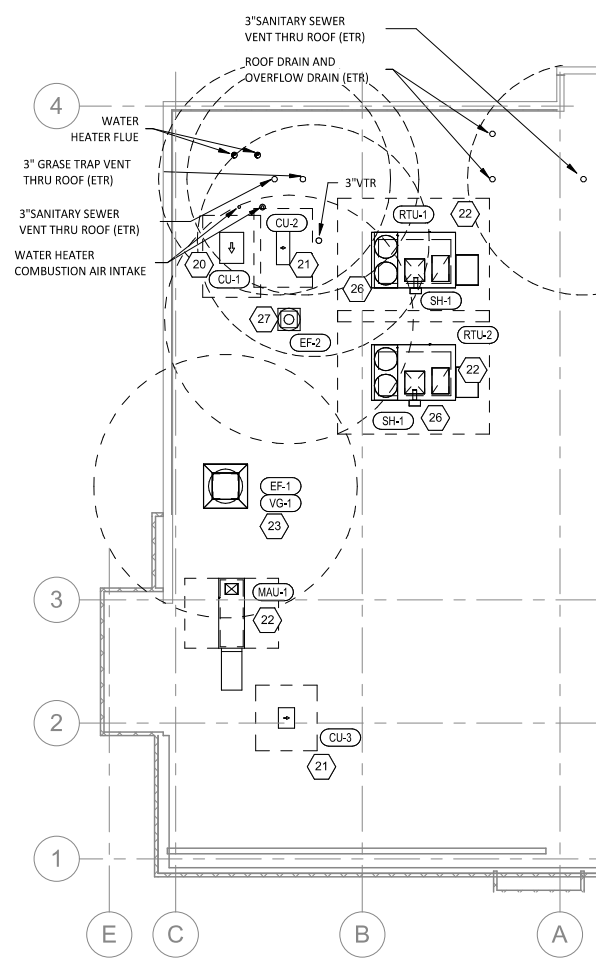 3"SANITARY SEWER
VENT THRU ROOF (ETR)
ROOF DRAIN AND
OVERFLOW DRAIN (ETR)
4
WATER
HEATER FLUE
3" GRASE TRAP VENT
THRU ROOF (ETR)
3"VTR
3"SANITARY SEWER
VENT THRU ROOF (ETR)
WATER HEATER
COMBUSTION AIR INTAKE
CU-2
RTU-1
22
20
CU-1
21
26
SH-1
27
EF-2
RTU-2
22
SH-1
26
EF-1
VG-1
23
3
MAU-1
22
2
CU-3
21
1
E
C
B
A